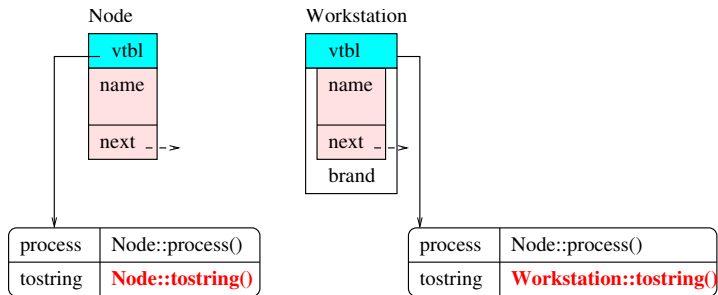 Node
vtbl
name
next
Workstation
vtbl
name
next
brand
process Node::process()
tostring Node::tostring()
process Node::process()
tostring Workstation::tostring()